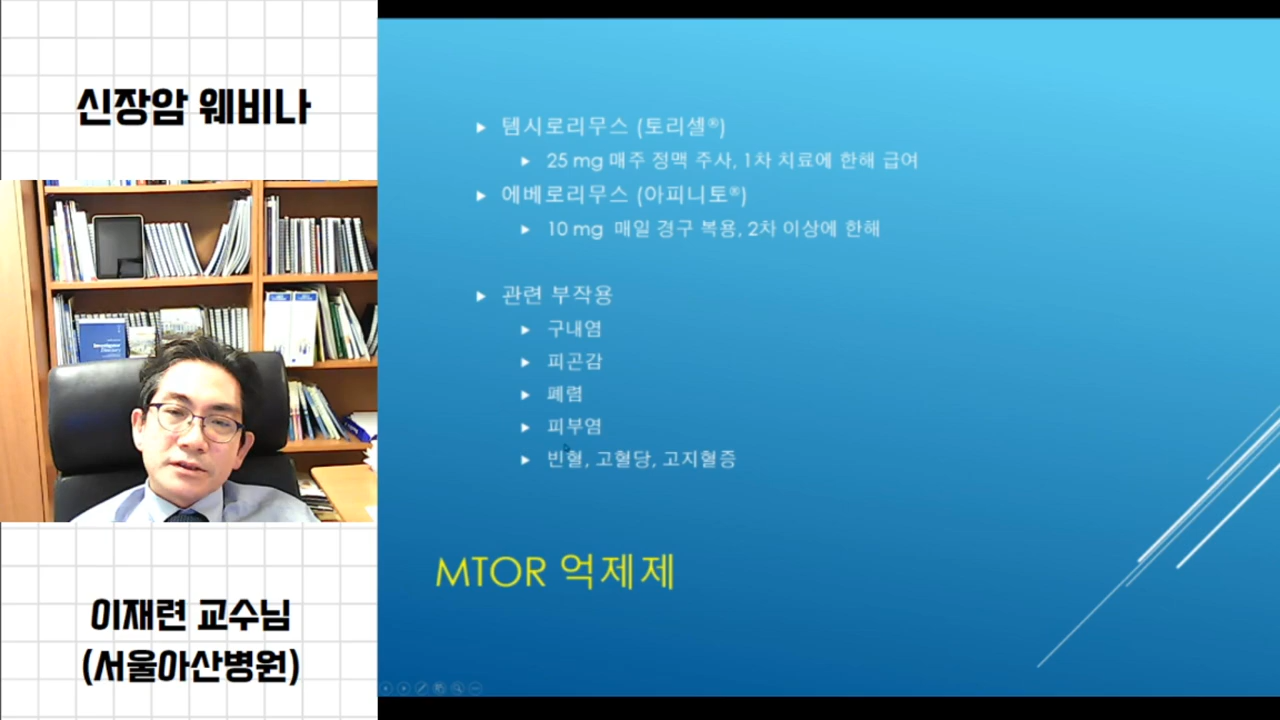 신장암 웨비나
이재련 교수님
(서울아산병원)
템시로리무스 (토리셀®)
25 mg 매주 정맥 주사, 1차 치료에 한해 급여
에베로리무스 (아피니토®)
10 mg 매일 경구 복용, 2차 이상에 한해
관련 부작용
구내염
피곤감
폐렴
피부염
빈혈, 고혈당, 고지혈증
MTOR 억제제